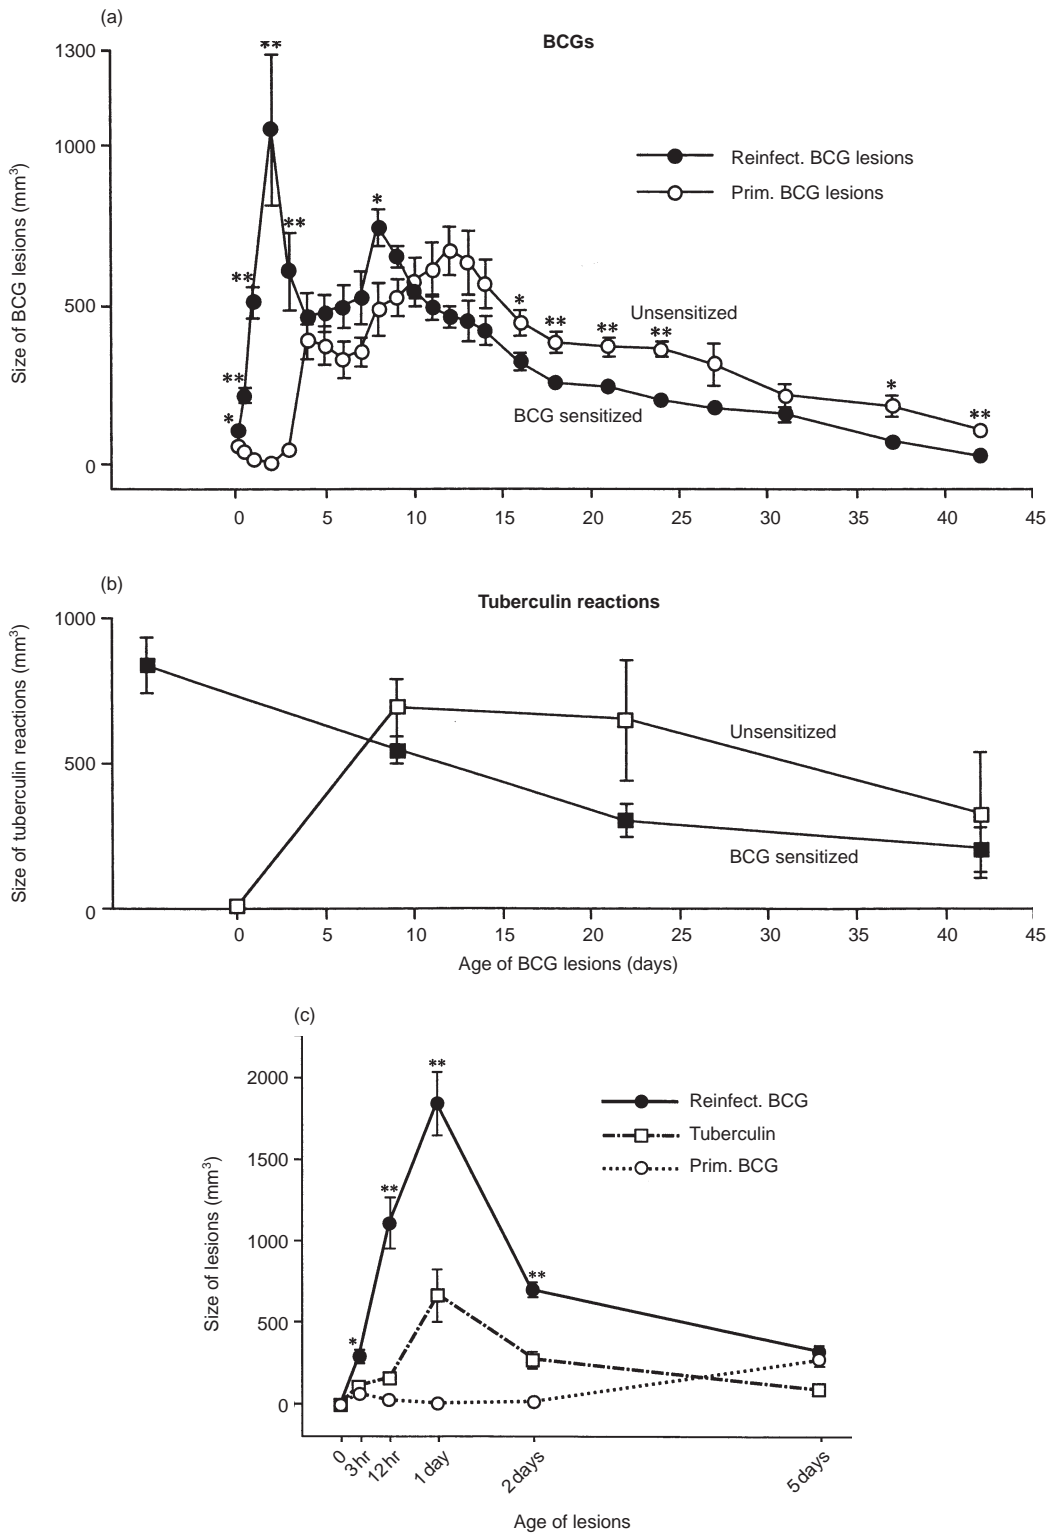 (a)
BCGs
1300
1000
500
0
Size of BCG lesions (mm3)
** ** * ** ** * * ** ** ** * **
Reinfect. BCG lesions
Prim. BCG lesions
Unsensitized
BCG sensitized
0 5 10 15 20 25 30 35 40 45
(b)
Tuberculin reactions
1000
500
0
Size of tuberculin reactions (mm3)
Unsensitized
BCG sensitized
0 5 10 15 20 25 30 35 40 45
Age of BCG lesions (days)
(c)
2000
1500
1000
500
0
Size of lesions (mm3)
**
**
**
*
Reinfect. BCG
Tuberculin
Prim. BCG
0 3hr 12hr 1day 2days 5days
Age of lesions